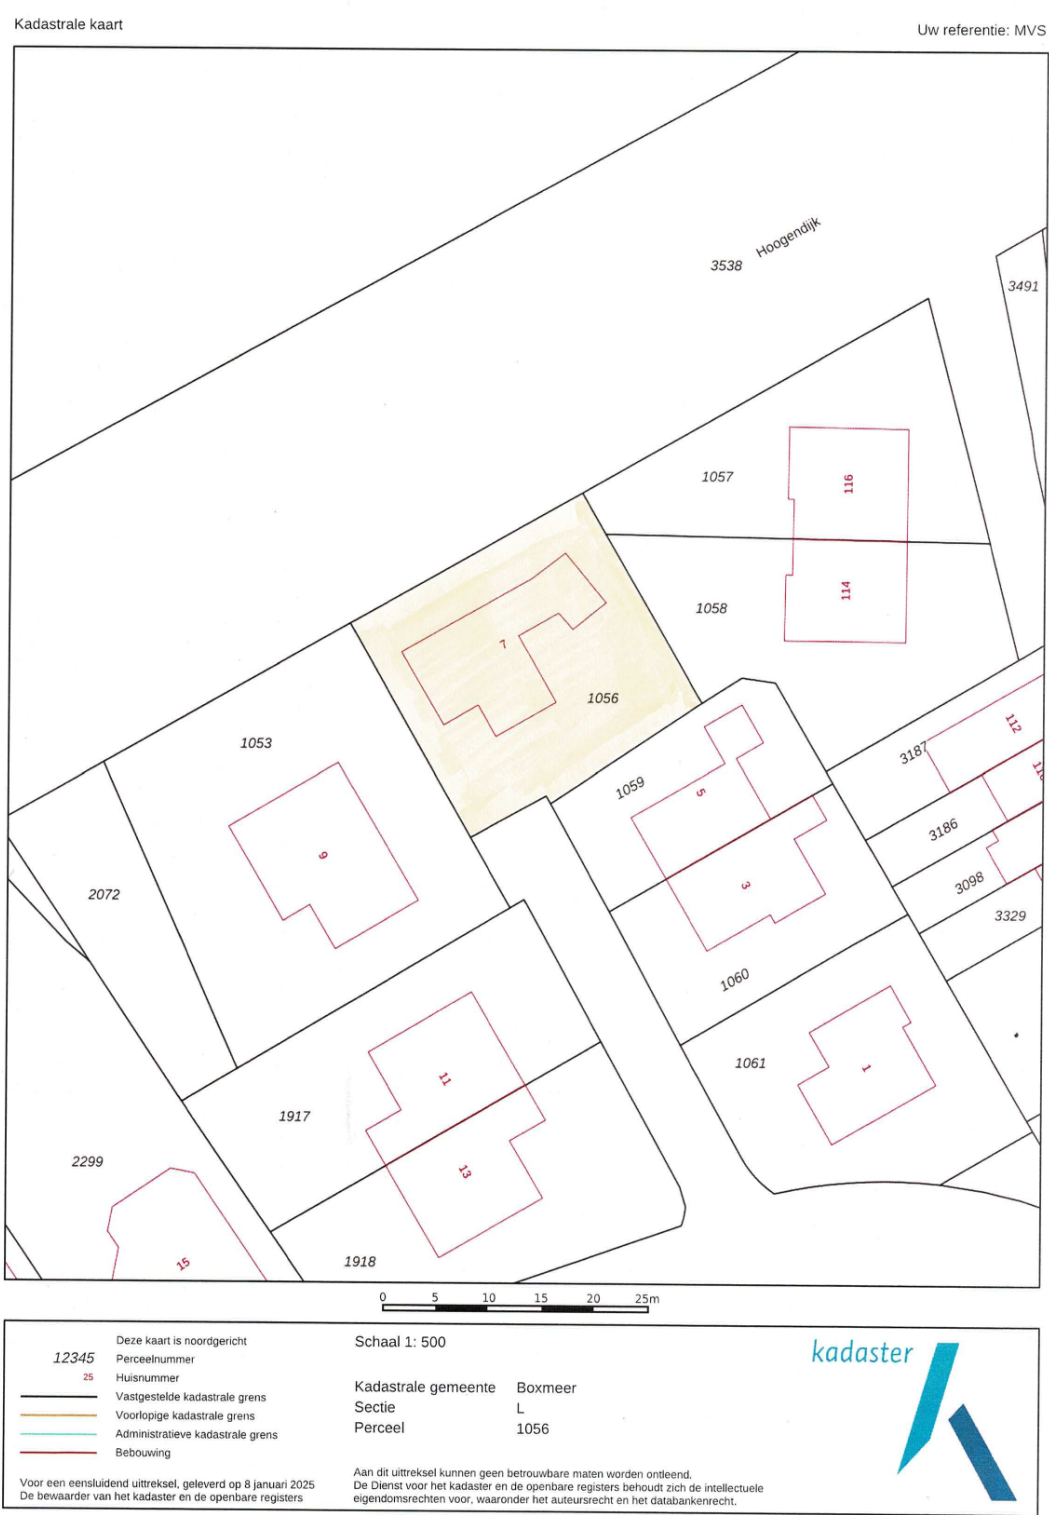 Kadastrale kaart
Uw referentie: MVS
Hoogendijk
3538
3491
1057
116
1058
114
7
1056
1053
1059
5
3187
112
3186
3098
3329
9
2072
3
1060
1061
1
11
1917
13
2299
15
1918
0 5 10 15 20 25m
Deze kaart is noordgericht
12345 Perceelnummer
25 Huisnummer
Vastgestelde kadastrale grens
Voorlopige kadastrale grens
Administratieve kadastrale grens
Bebouwing
Voor een eensluidend uittreksel, geleverd op 8 januari 2025
De bewaarder van het kadaster en de openbare registers
Schaal 1: 500
Kadastrale gemeente Boxmeer
Sectie L
Perceel 1056
Aan dit uittreksel kunnen geen betrouwbare maten worden ontleend.
De Dienst voor het kadaster en de openbare registers behoudt zich de intellectuele
eigendomsrechten voor, waaronder het auteursrecht en het databankenrecht.
kadaster